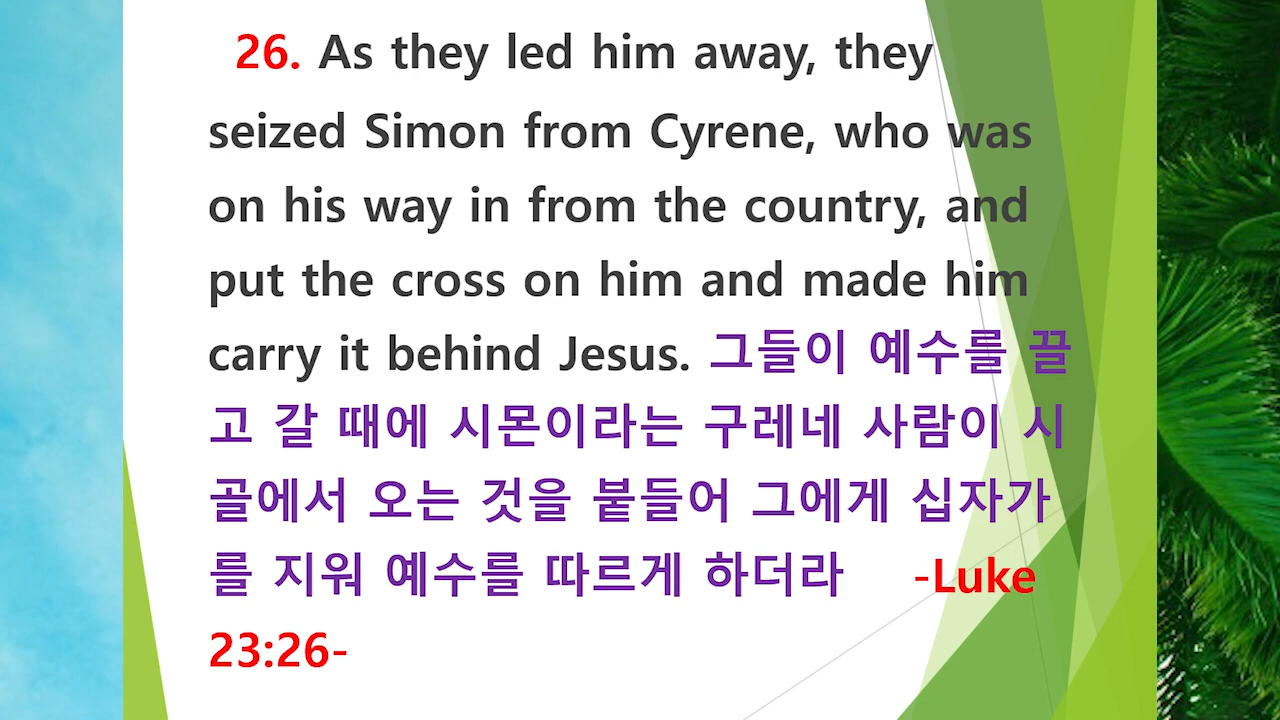 26. As they led him away, they
seized Simon from Cyrene, who was
on his way in from the country, and
put the cross on him and made him
carry it behind Jesus. 그들이 예수를 끌
고 갈 때에 시몬이라는 구레네 사람이 시
골에서 오는 것을 붙들어 그에게 십자가
를 지워 예수를 따르게 하더라 -Luke
23:26-